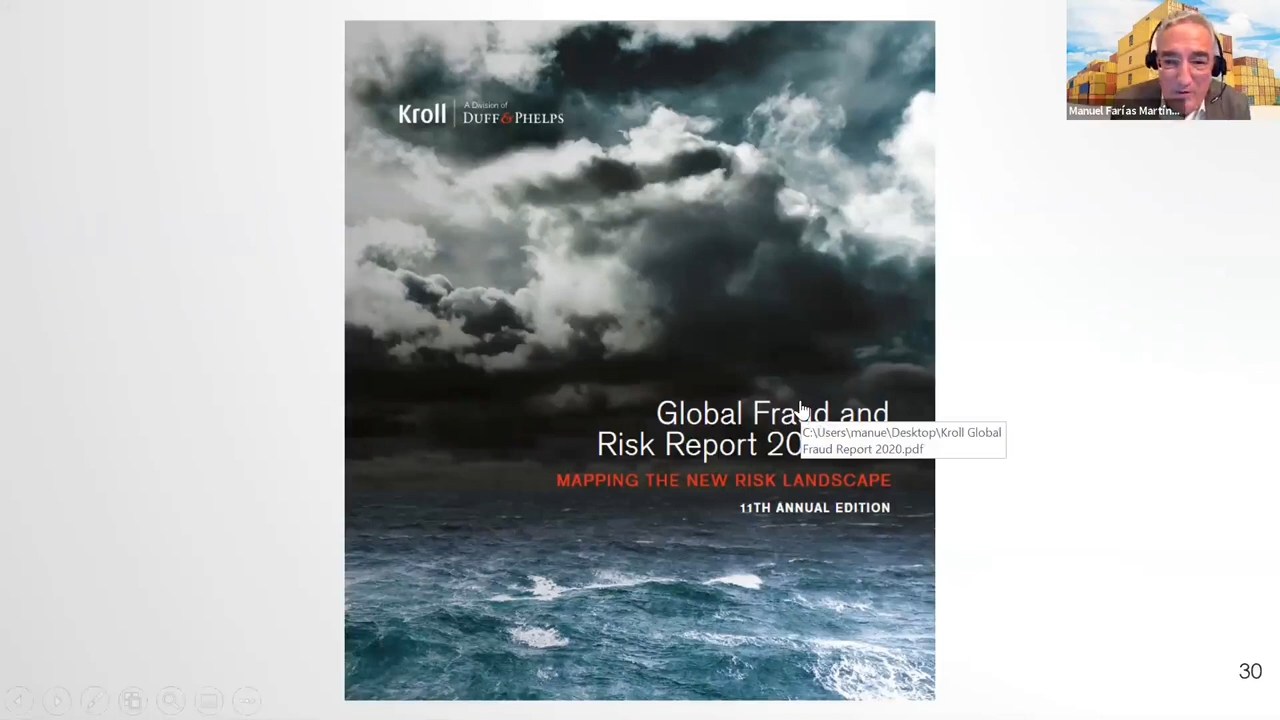 Kroll
A Division of
DUFF & PHELPS
Manuel Farías Martín...
Global Fraud and
Risk Report 20
C:\Users\manue\Desktop\Kroll Global
Fraud Report 2020.pdf
MAPPING THE NEW RISK LANDSCAPE
11TH ANNUAL EDITION
30